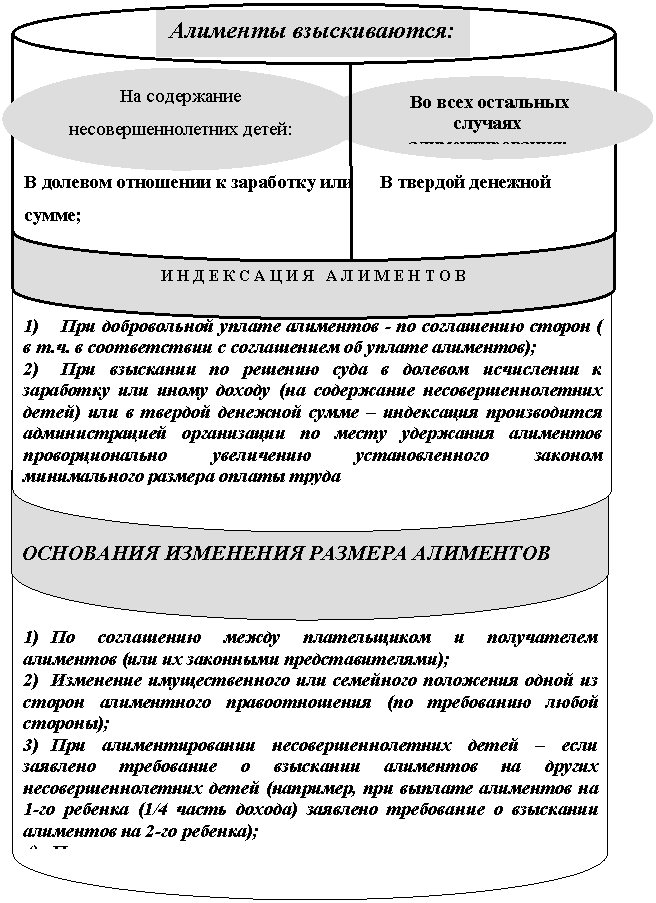 Алименты взыскиваются:
На содержание
несовершеннолетних детей:
Во всех остальных
случаях
В долевом отношении к заработку или
сумме;
В твердой денежной
ИНДЕКСАЦИЯ АЛИМЕНТОВ
1) При добровольной уплате алиментов - по соглашению сторон (
в т.ч. в соответствии с соглашением об уплате алиментов);
2) При взыскании по решению суда в долевом исчислении к
заработку или иному доходу (на содержание несовершеннолетних
детей) или в твердой денежной сумме – индексация производится
администрацией организации по месту удержания алиментов
проворционально увеличению установленного законом
минимального размера оплаты труда
ОСНОВАНИЯ ИЗМЕНЕНИЯ РАЗМЕРА АЛИМЕНТОВ
1) По соглашению между плательщиком и получателем
алиментов (или их законными представителями);
2) Изменение имущественного или семейного положения одной из
сторон алиментного правоотношения (по требованию любой
стороны);
3) При алиментировании несовершеннолетних детей – если
заявлено требование о взыскании алиментов на других
несовершеннолетних детей (например, при выплате алиментов на
1-го ребенка (1/4 часть дохода) заявлено требование о взыскании
алиментов на 2-го ребенка);